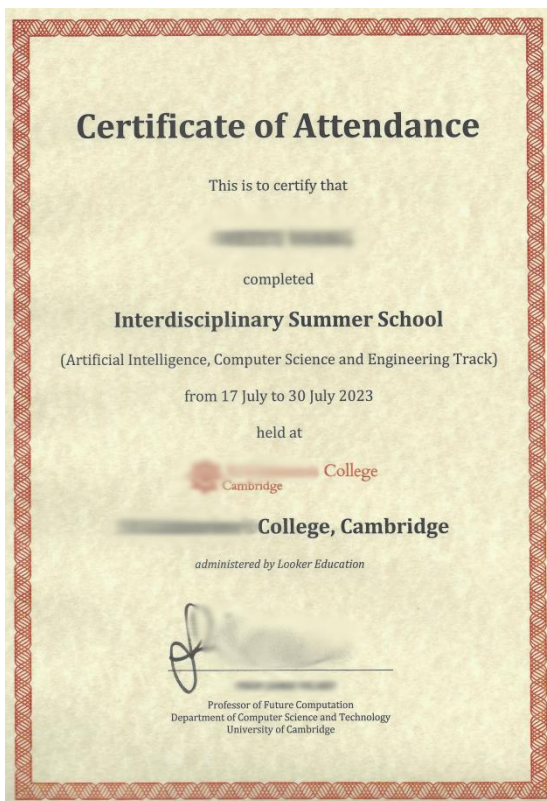 Certificate of Attendance
This is to certify that
completed
Interdisciplinary Summer School
(Artificial Intelligence, Computer Science and Engineering Track)
from 17 July to 30 July 2023
held at
College
Cambridge
College, Cambridge
administered by Looker Education
Professor of Future Computation
Department of Computer Science and Technology
University of Cambridge